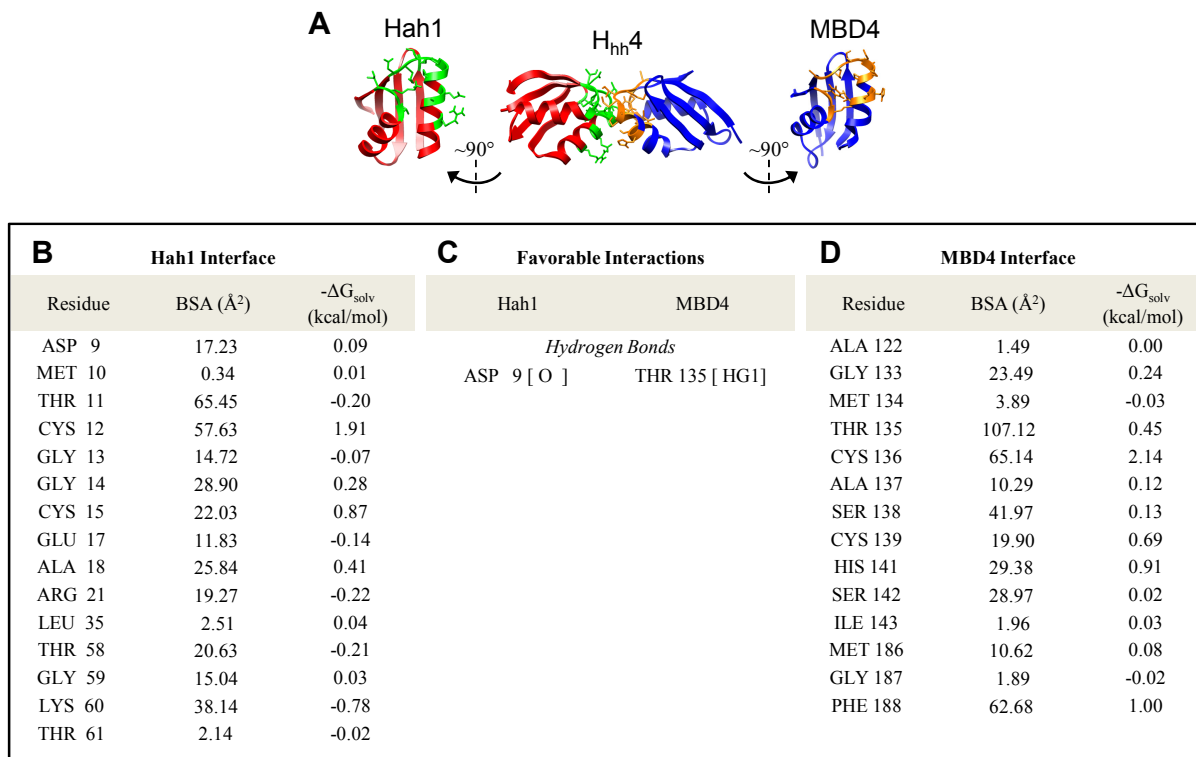 A
Hah1
Hhh4
MBD4
~90°
~90°
B Hah1 Interface
Residue BSA (Å²) -ΔGsolv (kcal/mol)
ASP 9 17.23 0.09
MET 10 0.34 0.01
THR 11 65.45 -0.20
CYS 12 57.63 1.91
GLY 13 14.72 -0.07
GLY 14 28.90 0.28
CYS 15 22.03 0.87
GLU 17 11.83 -0.14
ALA 18 25.84 0.41
ARG 21 19.27 -0.22
LEU 35 2.51 0.04
THR 58 20.63 -0.21
GLY 59 15.04 0.03
LYS 60 38.14 -0.78
THR 61 2.14 -0.02
C Favorable Interactions
Hah1 MBD4
Hydrogen Bonds
ASP 9 [ O ] THR 135 [ HG1]
D MBD4 Interface
Residue BSA (Å²) -ΔGsolv (kcal/mol)
ALA 122 1.49 0.00
GLY 133 23.49 0.24
MET 134 3.89 -0.03
THR 135 107.12 0.45
CYS 136 65.14 2.14
ALA 137 10.29 0.12
SER 138 41.97 0.13
CYS 139 19.90 0.69
HIS 141 29.38 0.91
SER 142 28.97 0.02
ILE 143 1.96 0.03
MET 186 10.62 0.08
GLY 187 1.89 -0.02
PHE 188 62.68 1.00